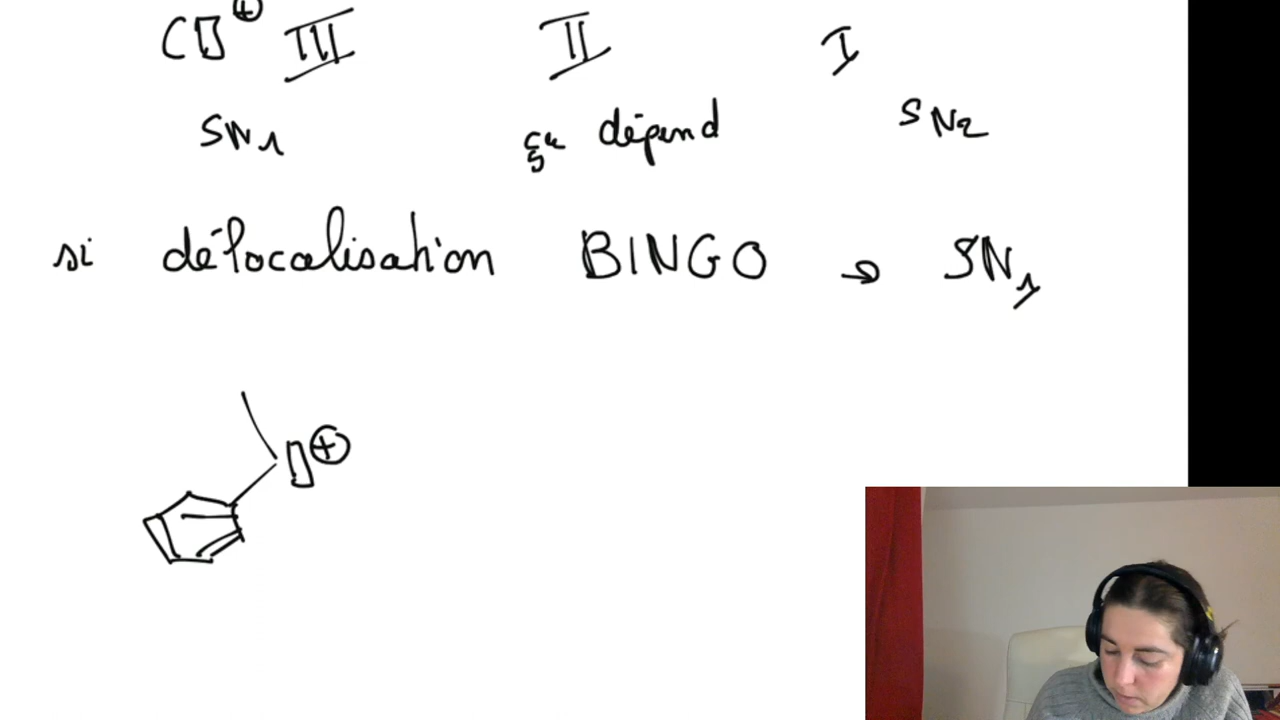 C▯⊕ III II I
SN1 ça dépend SN2
si délocalisation BINGO → SN1
▯⊕